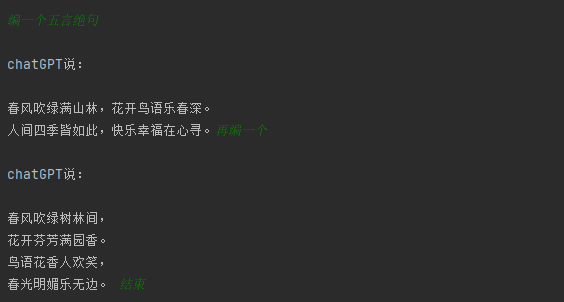 编一个五言绝句
chatGPT说:
春风吹绿满山林，花开鸟语乐春深。
人间四季皆如此，快乐幸福在心寻。再编一个
chatGPT说:
春风吹绿树林间，
花开芬芳满园香。
鸟语花香人欢笑，
春光明媚乐无边。 结束